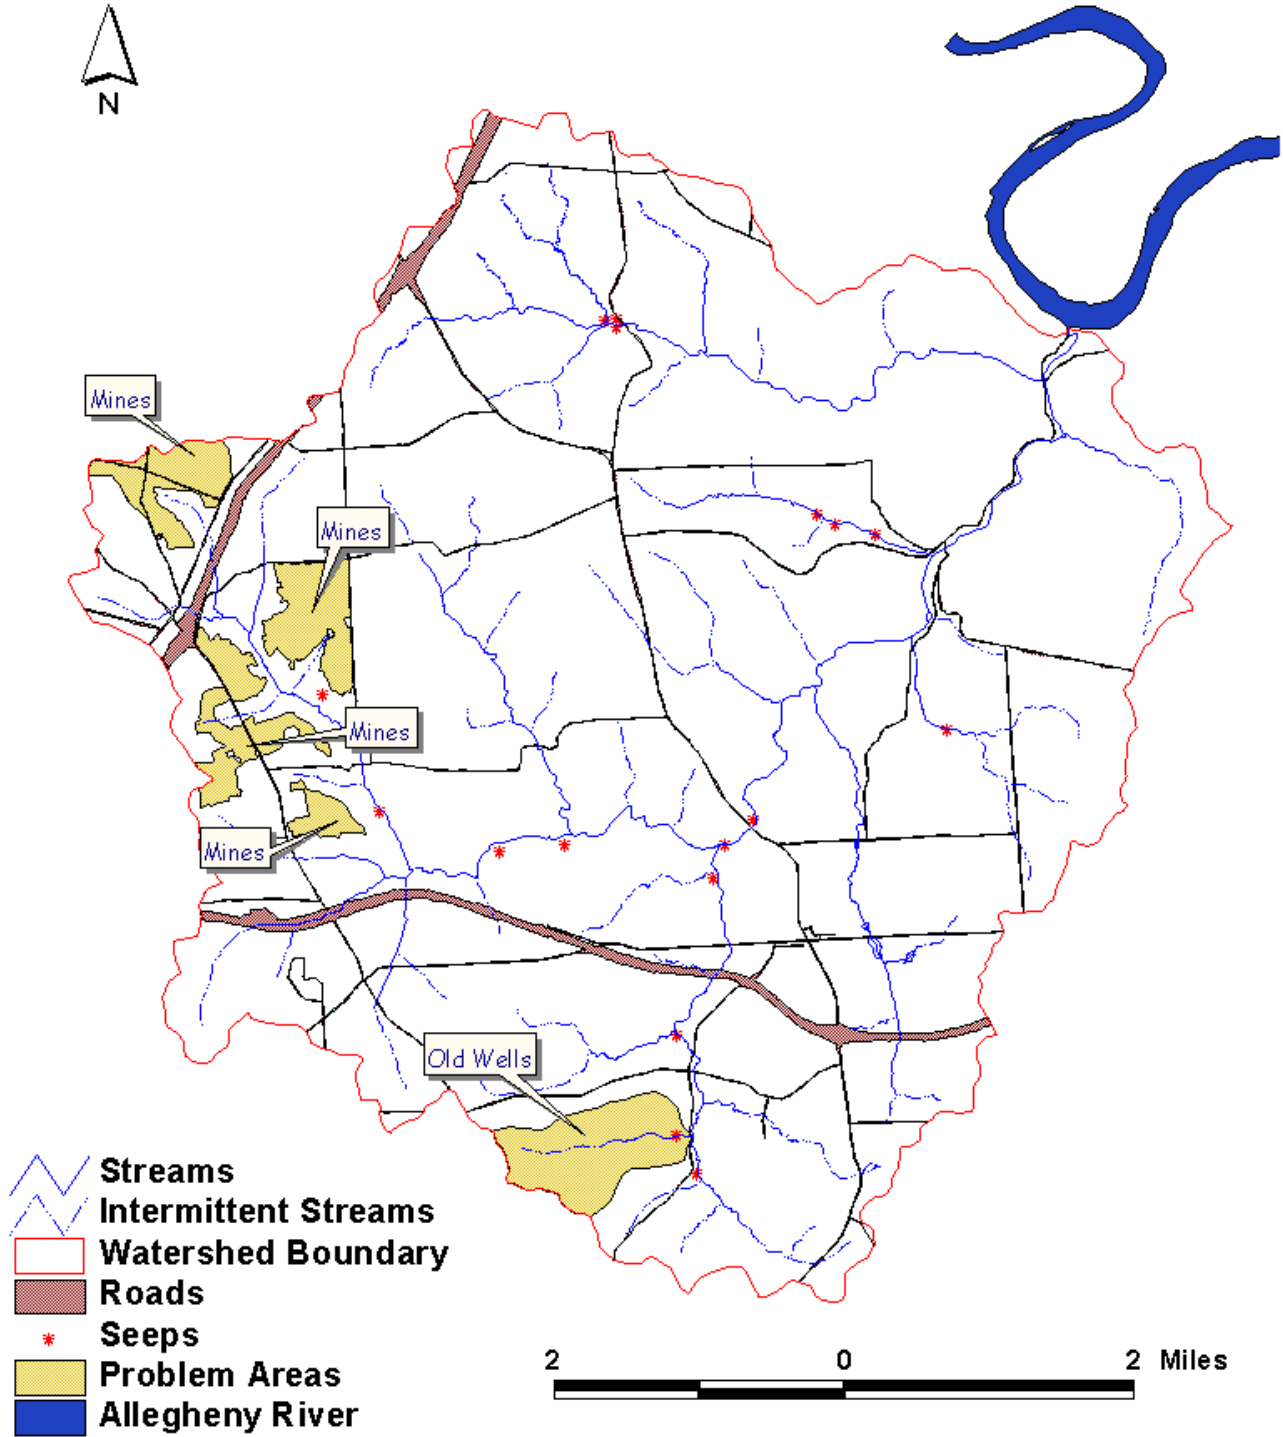 N
Mines
Mines
Mines
Mines
Old Wells
Streams
Intermittent Streams
Watershed Boundary
Roads
Seeps
Problem Areas
Allegheny River
2 0 2 Miles